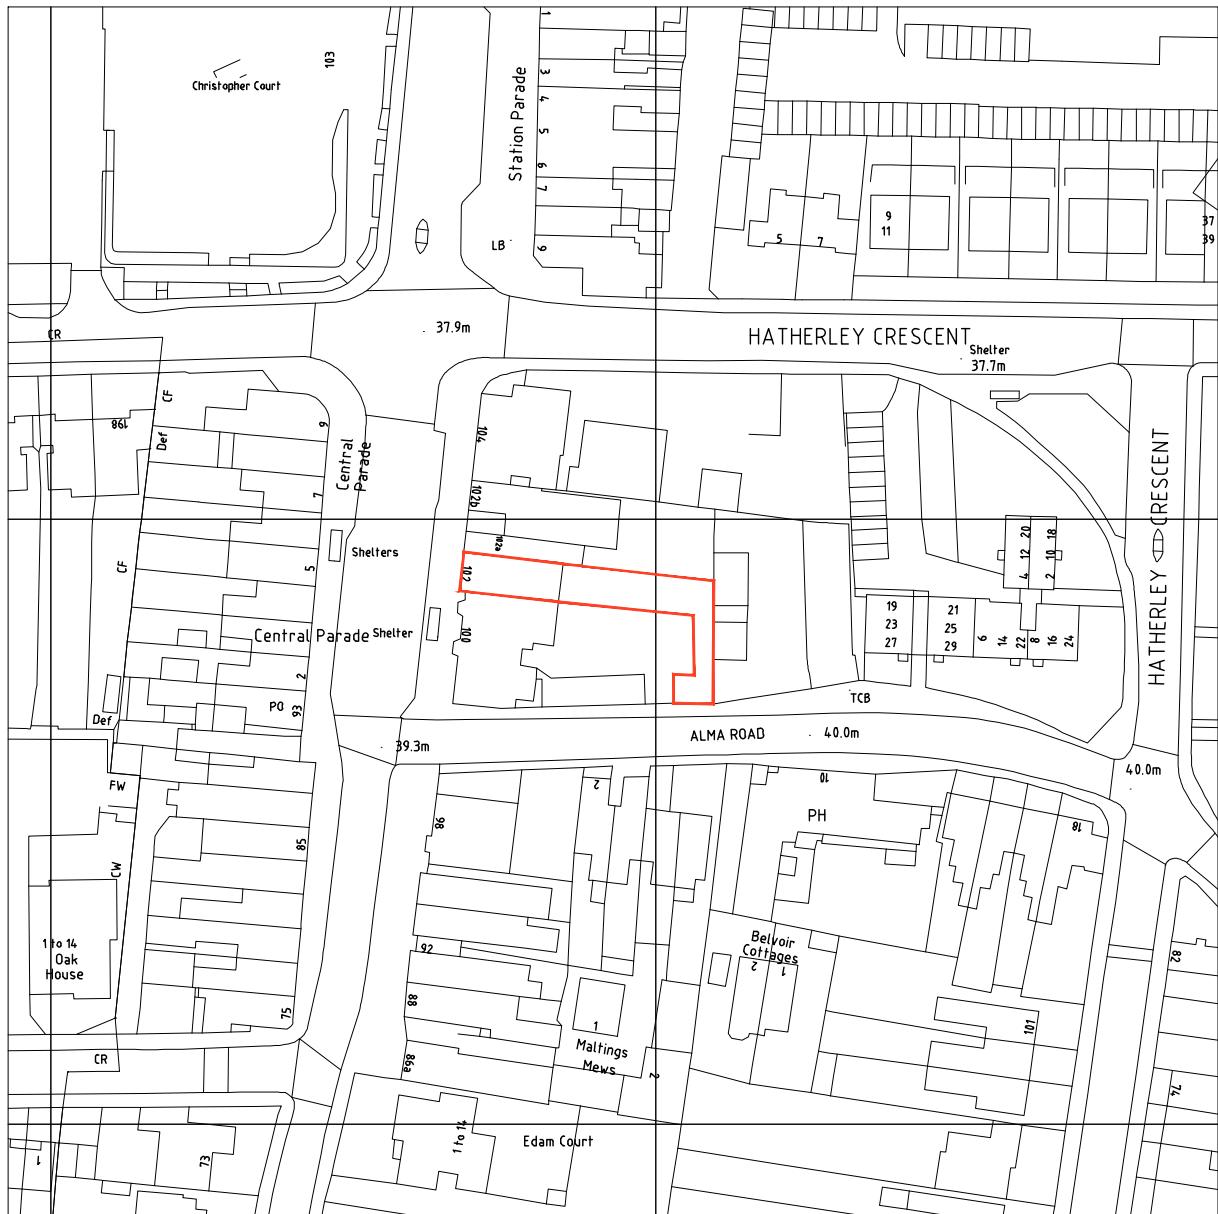 1
103
Christopher Court
3
4
Station Parade
5
6
7
9
11
5
7
37
39
LB
9
37.9m
HATHERLEY CRESCENT
CR
Shelter
37.7m
CF
198
Def
6
Central
Parade
104
7
102b
HATHERLEY CRESCENT
20
18
12
10
4
2
102a
Shelters
CF
5
102
19
23
27
21
25
29
6
14
22
8
16
24
Central Parade
Shelter
100
2
PO
93
Def
TCB
ALMA ROAD
40.0m
39.3m
40.0m
FW
2
10
PH
98
18
85
CW
1 to 14
Oak
House
92
Belvoir
Cottages
2
1
82
88
75
1
101
Maltings
Mews
CR
86a
2
74
1 to 14
Edam Court
73
1